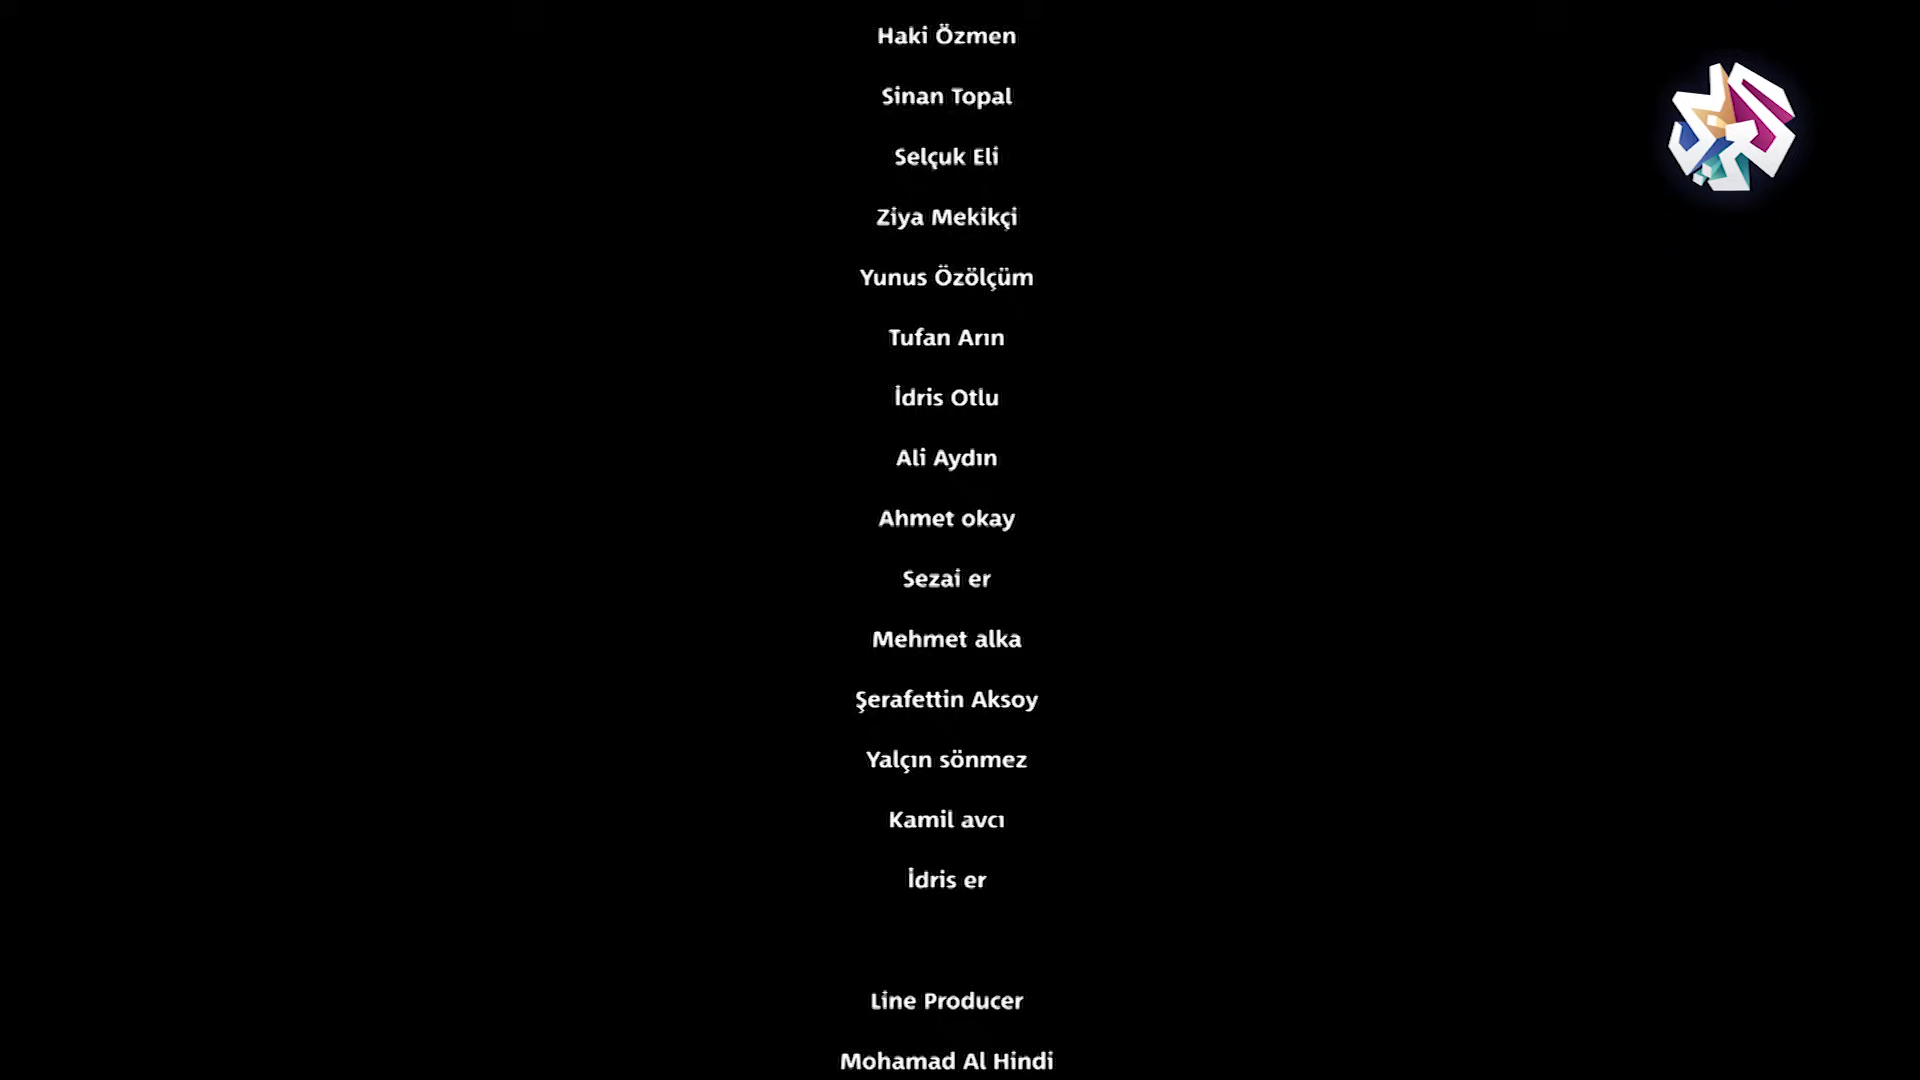 Haki Özmen
Sinan Topal
Selçuk Eli
Ziya Mekikçi
Yunus Özölçüm
Tufan Arın
İdris Otlu
Ali Aydın
Ahmet okay
Sezai er
Mehmet alka
Şerafettin Aksoy
Yalçın sönmez
Kamil avcı
İdris er
Line Producer
Mohamad Al Hindi